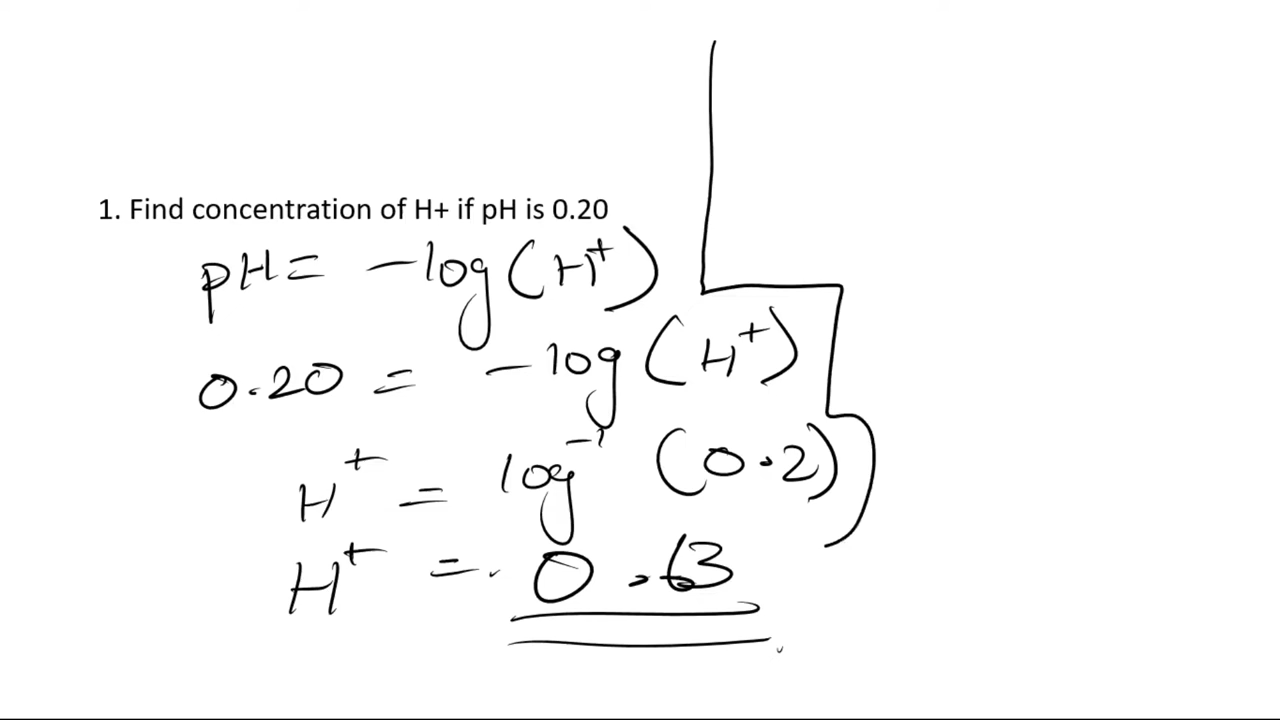 1. Find concentration of H+ if pH is 0.20
pH = -log (H⁺)
0.20 = -log (H⁺)
H⁺ = log⁻¹ (0.2)
H⁺ = 0.63